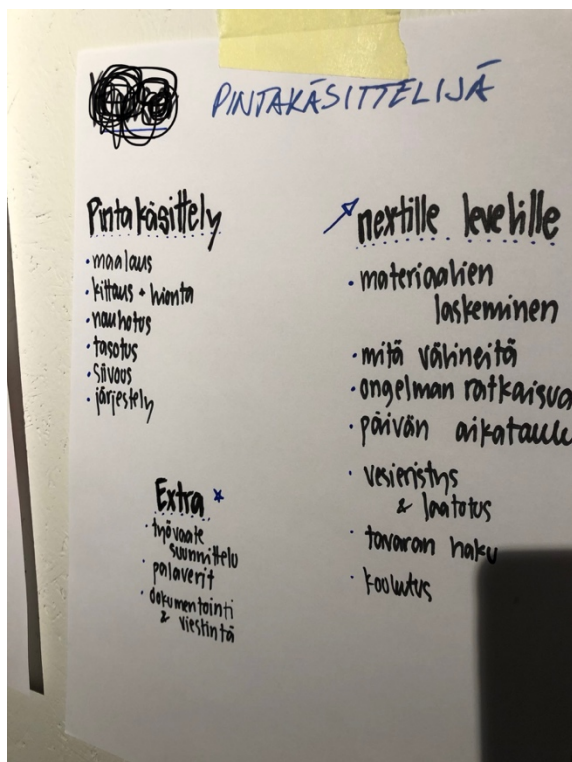 PINTAKÄSITTELIJÄ
Pintakäsittely
• maalaus
• kittaus + hionta
• nauhotus
• tasotus
• siivous
• järjestely
Extra *
• työvaate
suunnittelu
• palaverit
• dokumentointi
& viestintä
nextille levelille
• materiaalien
laskeminen
• mitä välineitä
• ongelman ratkaisua
• päivän aikataulu
• vesieristys
& laatotus
• tavaran haku
• koulutus